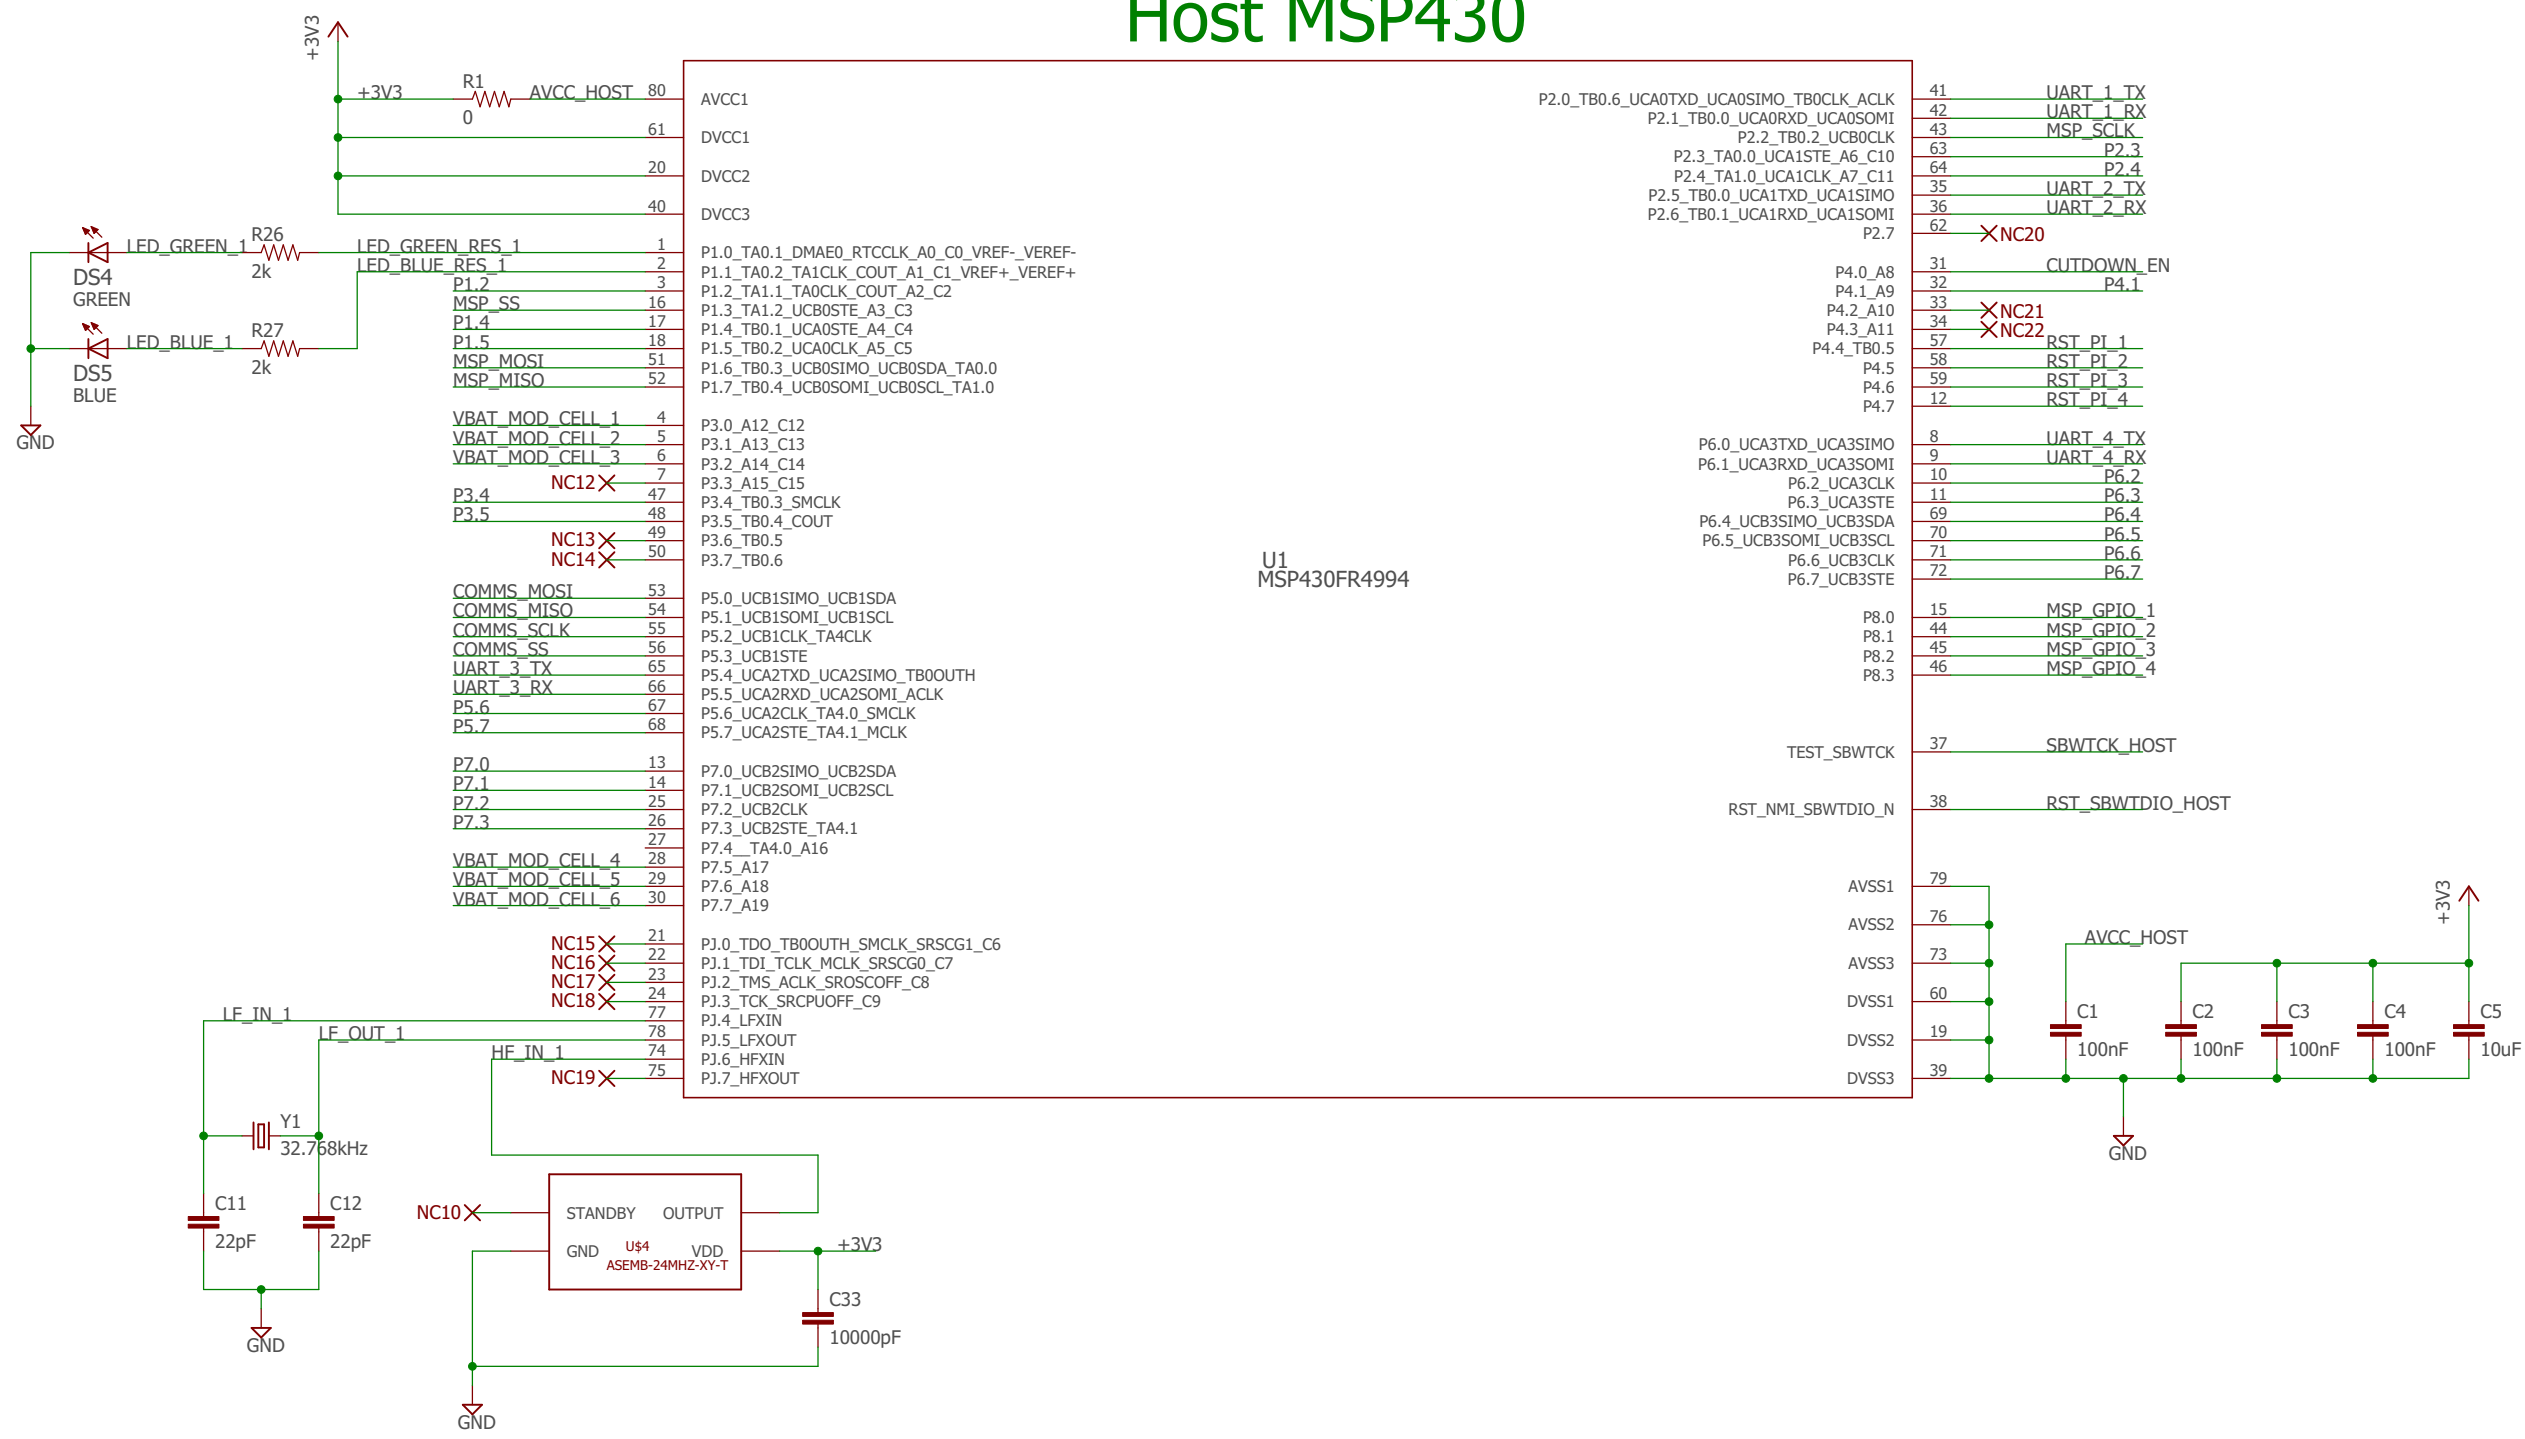 Host MSP430
+3V3
+3V3
R1
0
AVCC_HOST
80
AVCC1
61
DVCC1
20
DVCC2
40
DVCC3
LED_GREEN_1
R26
2k
LED_GREEN_RES_1
1
P1.0_TA0.1_DMAE0_RTCCLK_A0_C0_VREF-_VEREF-
DS4
GREEN
LED_BLUE_RES_1
2
P1.1_TA0.2_TA1CLK_COUT_A1_C1_VREF+_VEREF+
P1.2
3
P1.2_TA1.1_TA0CLK_COUT_A2_C2
MSP_SS
16
P1.3_TA1.2_UCB0STE_A3_C3
P1.4
17
P1.4_TB0.1_UCA0STE_A4_C4
LED_BLUE_1
R27
2k
DS5
BLUE
GND
P1.5
18
P1.5_TB0.2_UCA0CLK_A5_C5
MSP_MOSI
51
P1.6_TB0.3_UCB0SIMO_UCB0SDA_TA0.0
MSP_MISO
52
P1.7_TB0.4_UCB0SOMI_UCB0SCL_TA1.0
VBAT_MOD_CELL_1
4
P3.0_A12_C12
VBAT_MOD_CELL_2
5
P3.1_A13_C13
VBAT_MOD_CELL_3
6
P3.2_A14_C14
NC12
7
P3.3_A15_C15
P3.4
47
P3.4_TB0.3_SMCLK
P3.5
48
P3.5_TB0.4_COUT
NC13
49
P3.6_TB0.5
NC14
50
P3.7_TB0.6
COMMS_MOSI
53
P5.0_UCB1SIMO_UCB1SDA
COMMS_MISO
54
P5.1_UCB1SOMI_UCB1SCL
COMMS_SCLK
55
P5.2_UCB1CLK_TA4CLK
COMMS_SS
56
P5.3_UCB1STE
UART_3_TX
65
P5.4_UCA2TXD_UCA2SIMO_TB0OUTH
UART_3_RX
66
P5.5_UCA2RXD_UCA2SOMI_ACLK
P5.6
67
P5.6_UCA2CLK_TA4.0_SMCLK
P5.7
68
P5.7_UCA2STE_TA4.1_MCLK
P7.0
13
P7.0_UCB2SIMO_UCB2SDA
P7.1
14
P7.1_UCB2SOMI_UCB2SCL
P7.2
25
P7.2_UCB2CLK
P7.3
26
P7.3_UCB2STE_TA4.1
27
P7.4__TA4.0_A16
VBAT_MOD_CELL_4
28
P7.5_A17
VBAT_MOD_CELL_5
29
P7.6_A18
VBAT_MOD_CELL_6
30
P7.7_A19
NC15
21
PJ.0_TDO_TB0OUTH_SMCLK_SRSCG1_C6
NC16
22
PJ.1_TDI_TCLK_MCLK_SRSCG0_C7
NC17
23
PJ.2_TMS_ACLK_SROSCOFF_C8
NC18
24
PJ.3_TCK_SRCPUOFF_C9
LF_IN_1
77
PJ.4_LFXIN
LF_OUT_1
78
PJ.5_LFXOUT
HF_IN_1
74
PJ.6_HFXIN
NC19
75
PJ.7_HFXOUT
U1
MSP430FR4994
P2.0_TB0.6_UCA0TXD_UCA0SIMO_TB0CLK_ACLK
41
UART_1_TX
P2.1_TB0.0_UCA0RXD_UCA0SOMI
42
UART_1_RX
P2.2_TB0.2_UCB0CLK
43
MSP_SCLK
P2.3_TA0.0_UCA1STE_A6_C10
63
P2.3
P2.4_TA1.0_UCA1CLK_A7_C11
64
P2.4
P2.5_TB0.0_UCA1TXD_UCA1SIMO
35
UART_2_TX
P2.6_TB0.1_UCA1RXD_UCA1SOMI
36
UART_2_RX
P2.7
62
NC20
P4.0_A8
31
CUTDOWN_EN
P4.1_A9
32
P4.1
P4.2_A10
33
NC21
P4.3_A11
34
NC22
P4.4_TB0.5
57
RST_PI_1
P4.5
58
RST_PI_2
P4.6
59
RST_PI_3
P4.7
12
RST_PI_4
P6.0_UCA3TXD_UCA3SIMO
8
UART_4_TX
P6.1_UCA3RXD_UCA3SOMI
9
UART_4_RX
P6.2_UCA3CLK
10
P6.2
P6.3_UCA3STE
11
P6.3
P6.4_UCB3SIMO_UCB3SDA
69
P6.4
P6.5_UCB3SOMI_UCB3SCL
70
P6.5
P6.6_UCB3CLK
71
P6.6
P6.7_UCB3STE
72
P6.7
P8.0
15
MSP_GPIO_1
P8.1
44
MSP_GPIO_2
P8.2
45
MSP_GPIO_3
P8.3
46
MSP_GPIO_4
TEST_SBWTCK
37
SBWTCK_HOST
RST_NMI_SBWTDIO_N
38
RST_SBWTDIO_HOST
AVSS1
79
AVSS2
76
AVSS3
73
DVSS1
60
DVSS2
19
DVSS3
39
+3V3
AVCC_HOST
C1
100nF
C2
100nF
C3
100nF
C4
100nF
C5
10uF
GND
Y1
32.768kHz
C11
22pF
C12
22pF
GND
NC10
STANDBY
OUTPUT
GND
U$4
VDD
ASEMB-24MHZ-XY-T
+3V3
C33
10000pF
GND